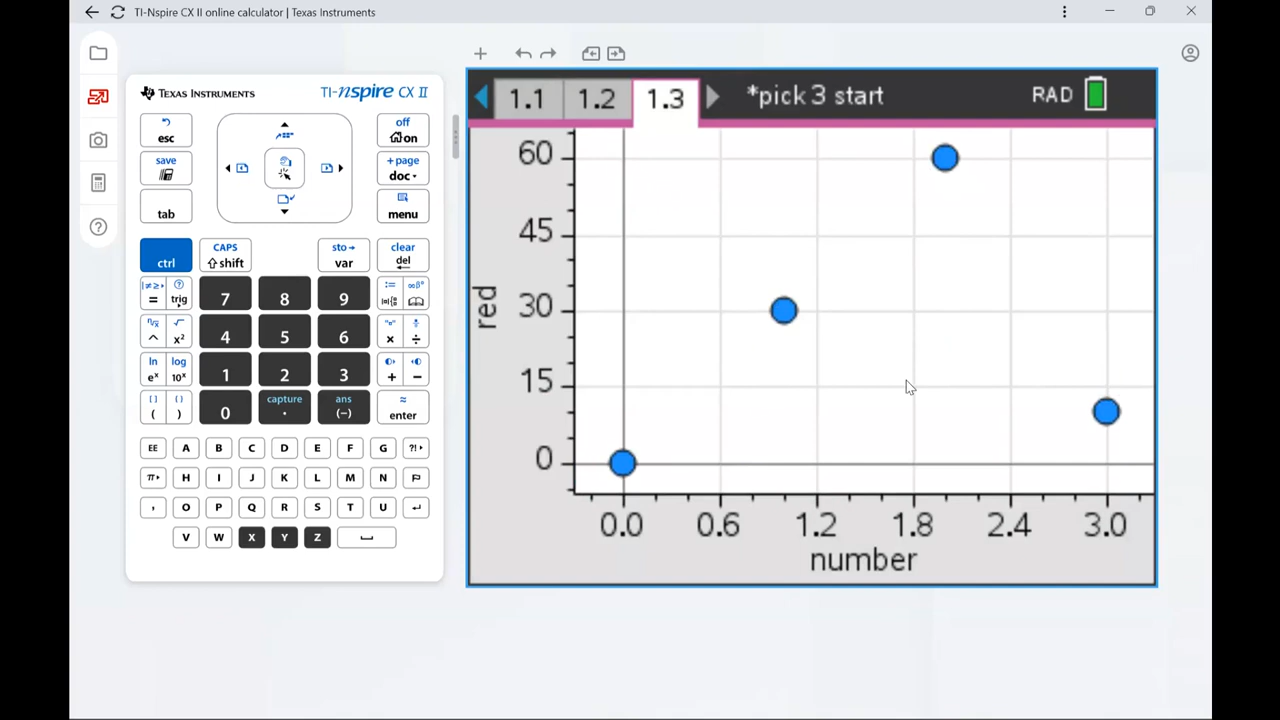 TI-Nspire CX II online calculator | Texas Instruments
TEXAS INSTRUMENTS
TI-nspire CX II
esc
off
on
save
+ page
doc
tab
menu
CAPS
sto→
clear
ctrl
shift
var
del
|≠≥▸
?
:=
∞β°
=
trig
7
8
9
ⁿ√x
√
^
x²
4
5
6
×
÷
ln
log
eˣ
10ˣ
1
2
3
+
−
[ ]
{ }
capture
ans
≈
(
)
0
.
(−)
enter
EE
A
B
C
D
E
F
G
?!▸
π▸
H
I
J
K
L
M
N
,
O
P
Q
R
S
T
U
V
W
X
Y
Z
1.1
1.2
1.3
*pick 3 start
RAD
60
45
30
15
0
red
0.0
0.6
1.2
1.8
2.4
3.0
number